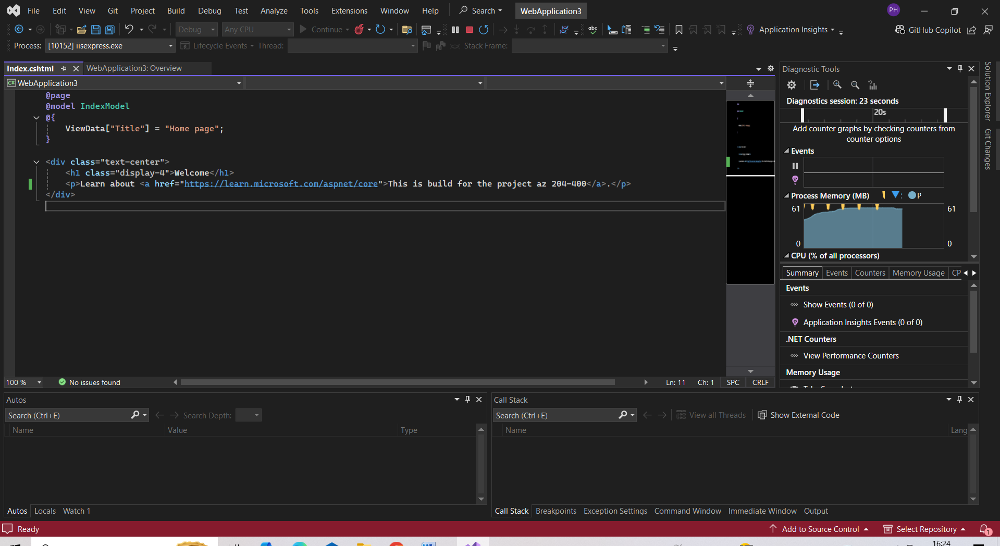 File Edit View Git Project Build Debug Test Analyze Tools Extensions Window Help Search WebApplication3 PH
Debug Any CPU Continue abc Application Insights GitHub Copilot
Process: [10152] iisexpress.exe Lifecycle Events Thread: Stack Frame:
Index.cshtml WebApplication3: Overview
C# WebApplication3
@page
@model IndexModel
@{
ViewData["Title"] = "Home page";
}
<div class="text-center">
<h1 class="display-4">Welcome</h1>
<p>Learn about <a href="https://learn.microsoft.com/aspnet/core">This is build for the project az 204-400</a>.</p>
</div>
100 % No issues found Ln: 11 Ch: 1 SPC CRLF
Diagnostic Tools
Diagnostics session: 23 seconds
20s
Add counter graphs by checking counters from
counter options
Events
Process Memory (MB) P
61 61
0 0
CPU (% of all processors)
Summary Events Counters Memory Usage CP
Events
Show Events (0 of 0)
Application Insights Events (0 of 0)
.NET Counters
View Performance Counters
Memory Usage
Solution Explorer
Git Changes
Autos
Search (Ctrl+E) Search Depth:
Name Value Type
Autos Locals Watch 1
Call Stack
Search (Ctrl+E) View all Threads Show External Code
Name Lang
Call Stack Breakpoints Exception Settings Command Window Immediate Window Output
Ready Add to Source Control Select Repository 1
16:24